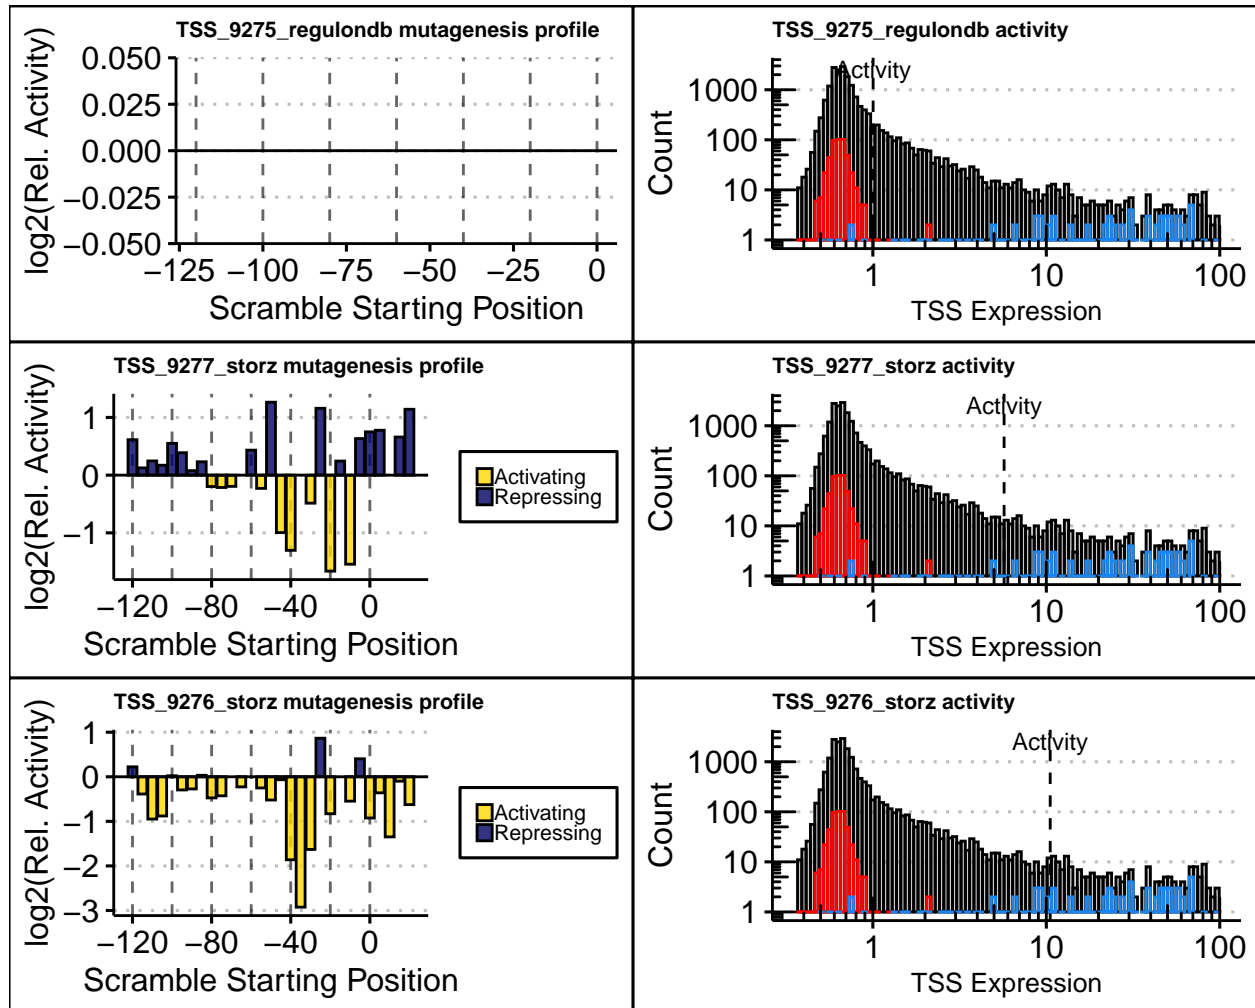 TSS_9275_regulondb mutagenesis profile
log2(Rel. Activity)
0.050
0.025
0.000
−0.025
−0.050
−125 −100 −75 −50 −25 0
Scramble Starting Position
TSS_9275_regulondb activity
Activity
Count
1000
100
10
1
1 10 100
TSS Expression
TSS_9277_storz mutagenesis profile
log2(Rel. Activity)
1
0
−1
−120 −80 −40 0
Scramble Starting Position
Activating
Repressing
TSS_9277_storz activity
Activity
Count
1000
100
10
1
1 10 100
TSS Expression
TSS_9276_storz mutagenesis profile
log2(Rel. Activity)
1
0
−1
−2
−3
−120 −80 −40 0
Scramble Starting Position
Activating
Repressing
TSS_9276_storz activity
Activity
Count
1000
100
10
1
1 10 100
TSS Expression